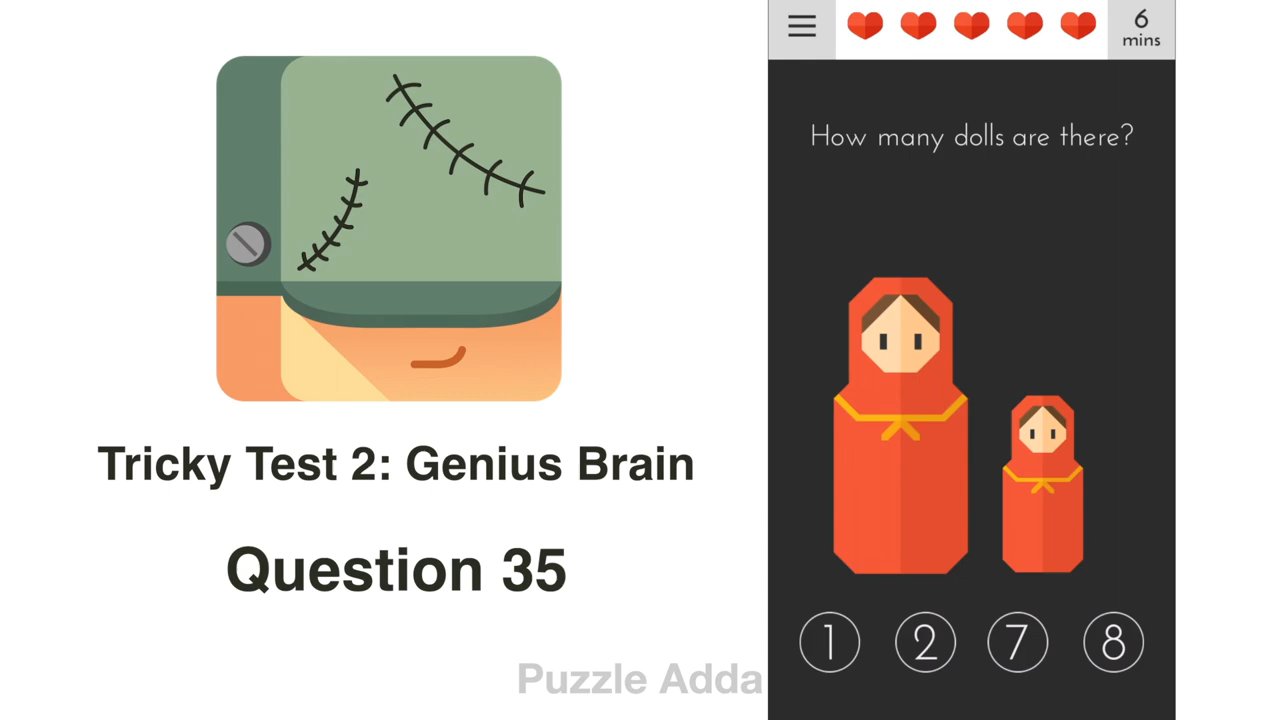 Tricky Test 2: Genius Brain
Question 35
Puzzle Adda
6
mins
How many dolls are there?
1 2 7 8